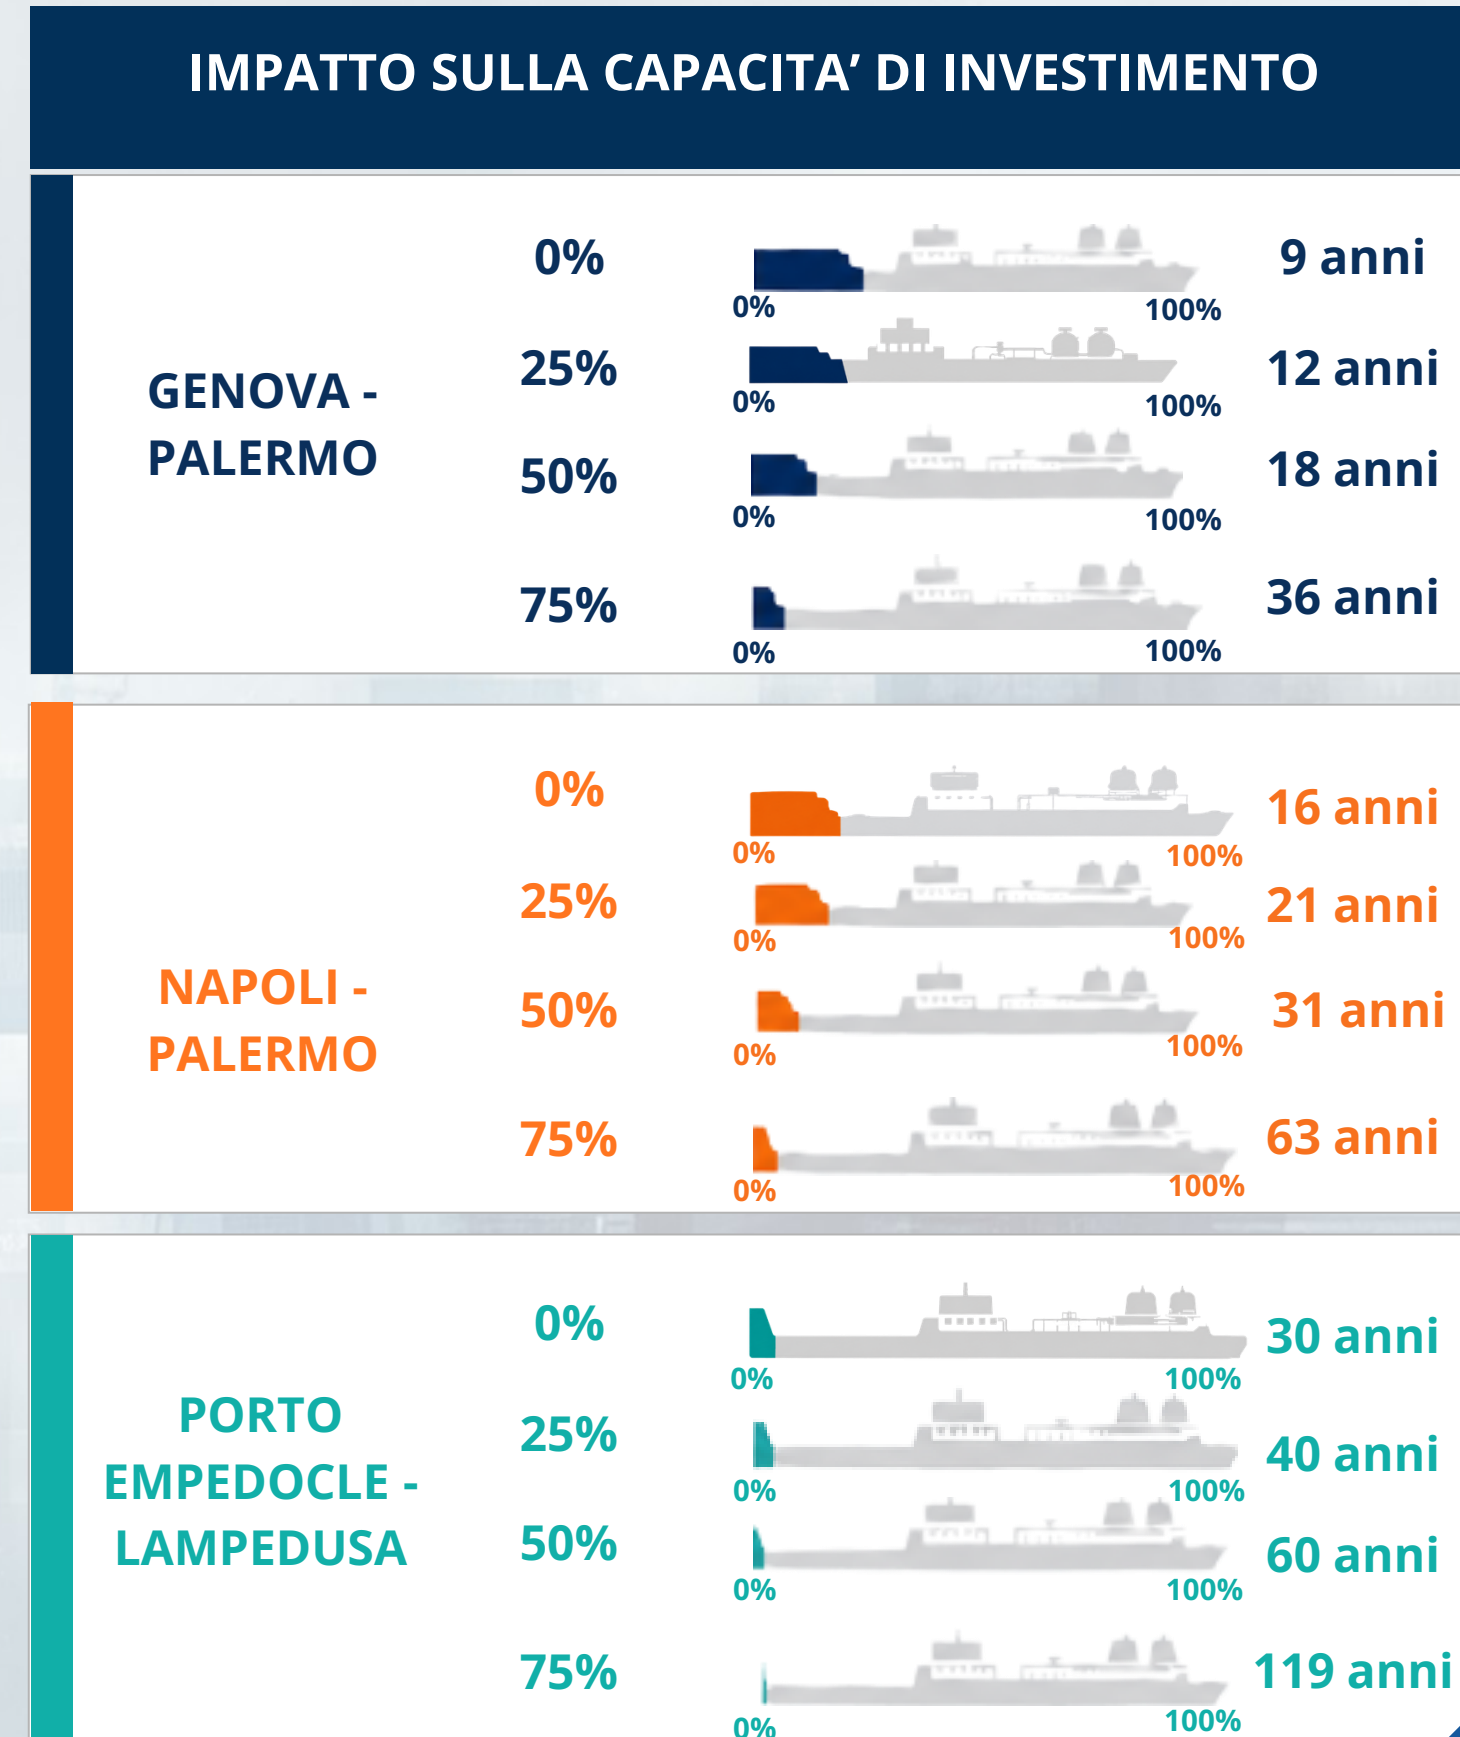 IMPATTO SULLA CAPACITA’ DI INVESTIMENTO
GENOVA -
PALERMO
0%
0%
100%
9 anni
25%
0%
100%
12 anni
50%
0%
100%
18 anni
75%
0%
100%
36 anni
NAPOLI -
PALERMO
0%
0%
100%
16 anni
25%
0%
100%
21 anni
50%
0%
100%
31 anni
75%
0%
100%
63 anni
PORTO
EMPEDOCLE -
LAMPEDUSA
0%
0%
100%
30 anni
25%
0%
100%
40 anni
50%
0%
100%
60 anni
75%
0%
100%
119 anni